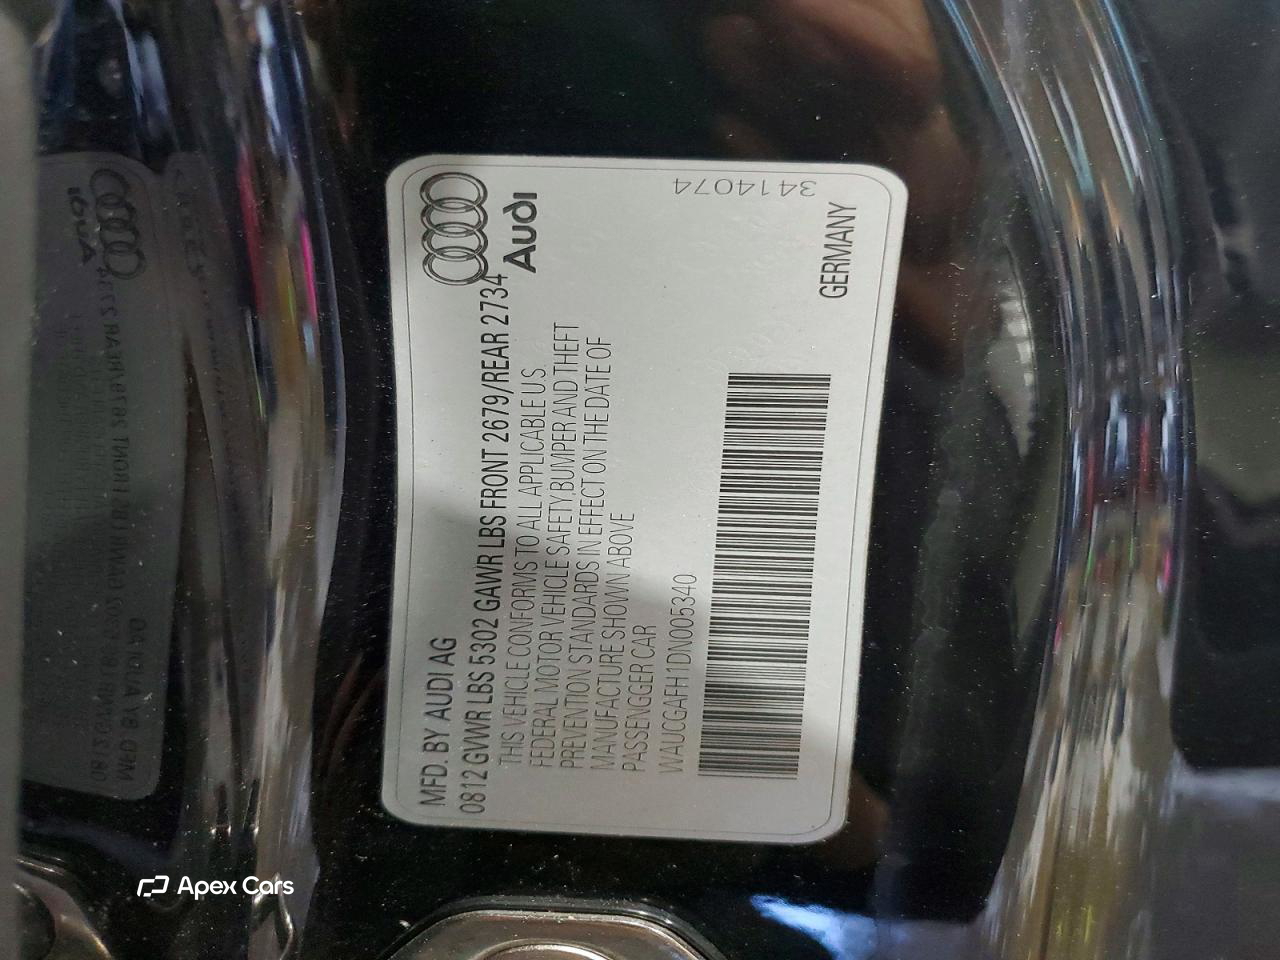 MFD. BY AUDI AG
0812 GVWR LBS 5302 GAWR LBS FRONT 2679/REAR 2734
THIS VEHICLE CONFORMS TO ALL APPLICABLE U.S.
FEDERAL MOTOR VEHICLE SAFETY, BUMPER AND THEFT
PREVENTION STANDARDS IN EFFECT ON THE DATE OF
MANUFACTURE SHOWN ABOVE
PASSENGER CAR
WAUCGAFH1DN005340
Audi
GERMANY
3414074
Apex Cars